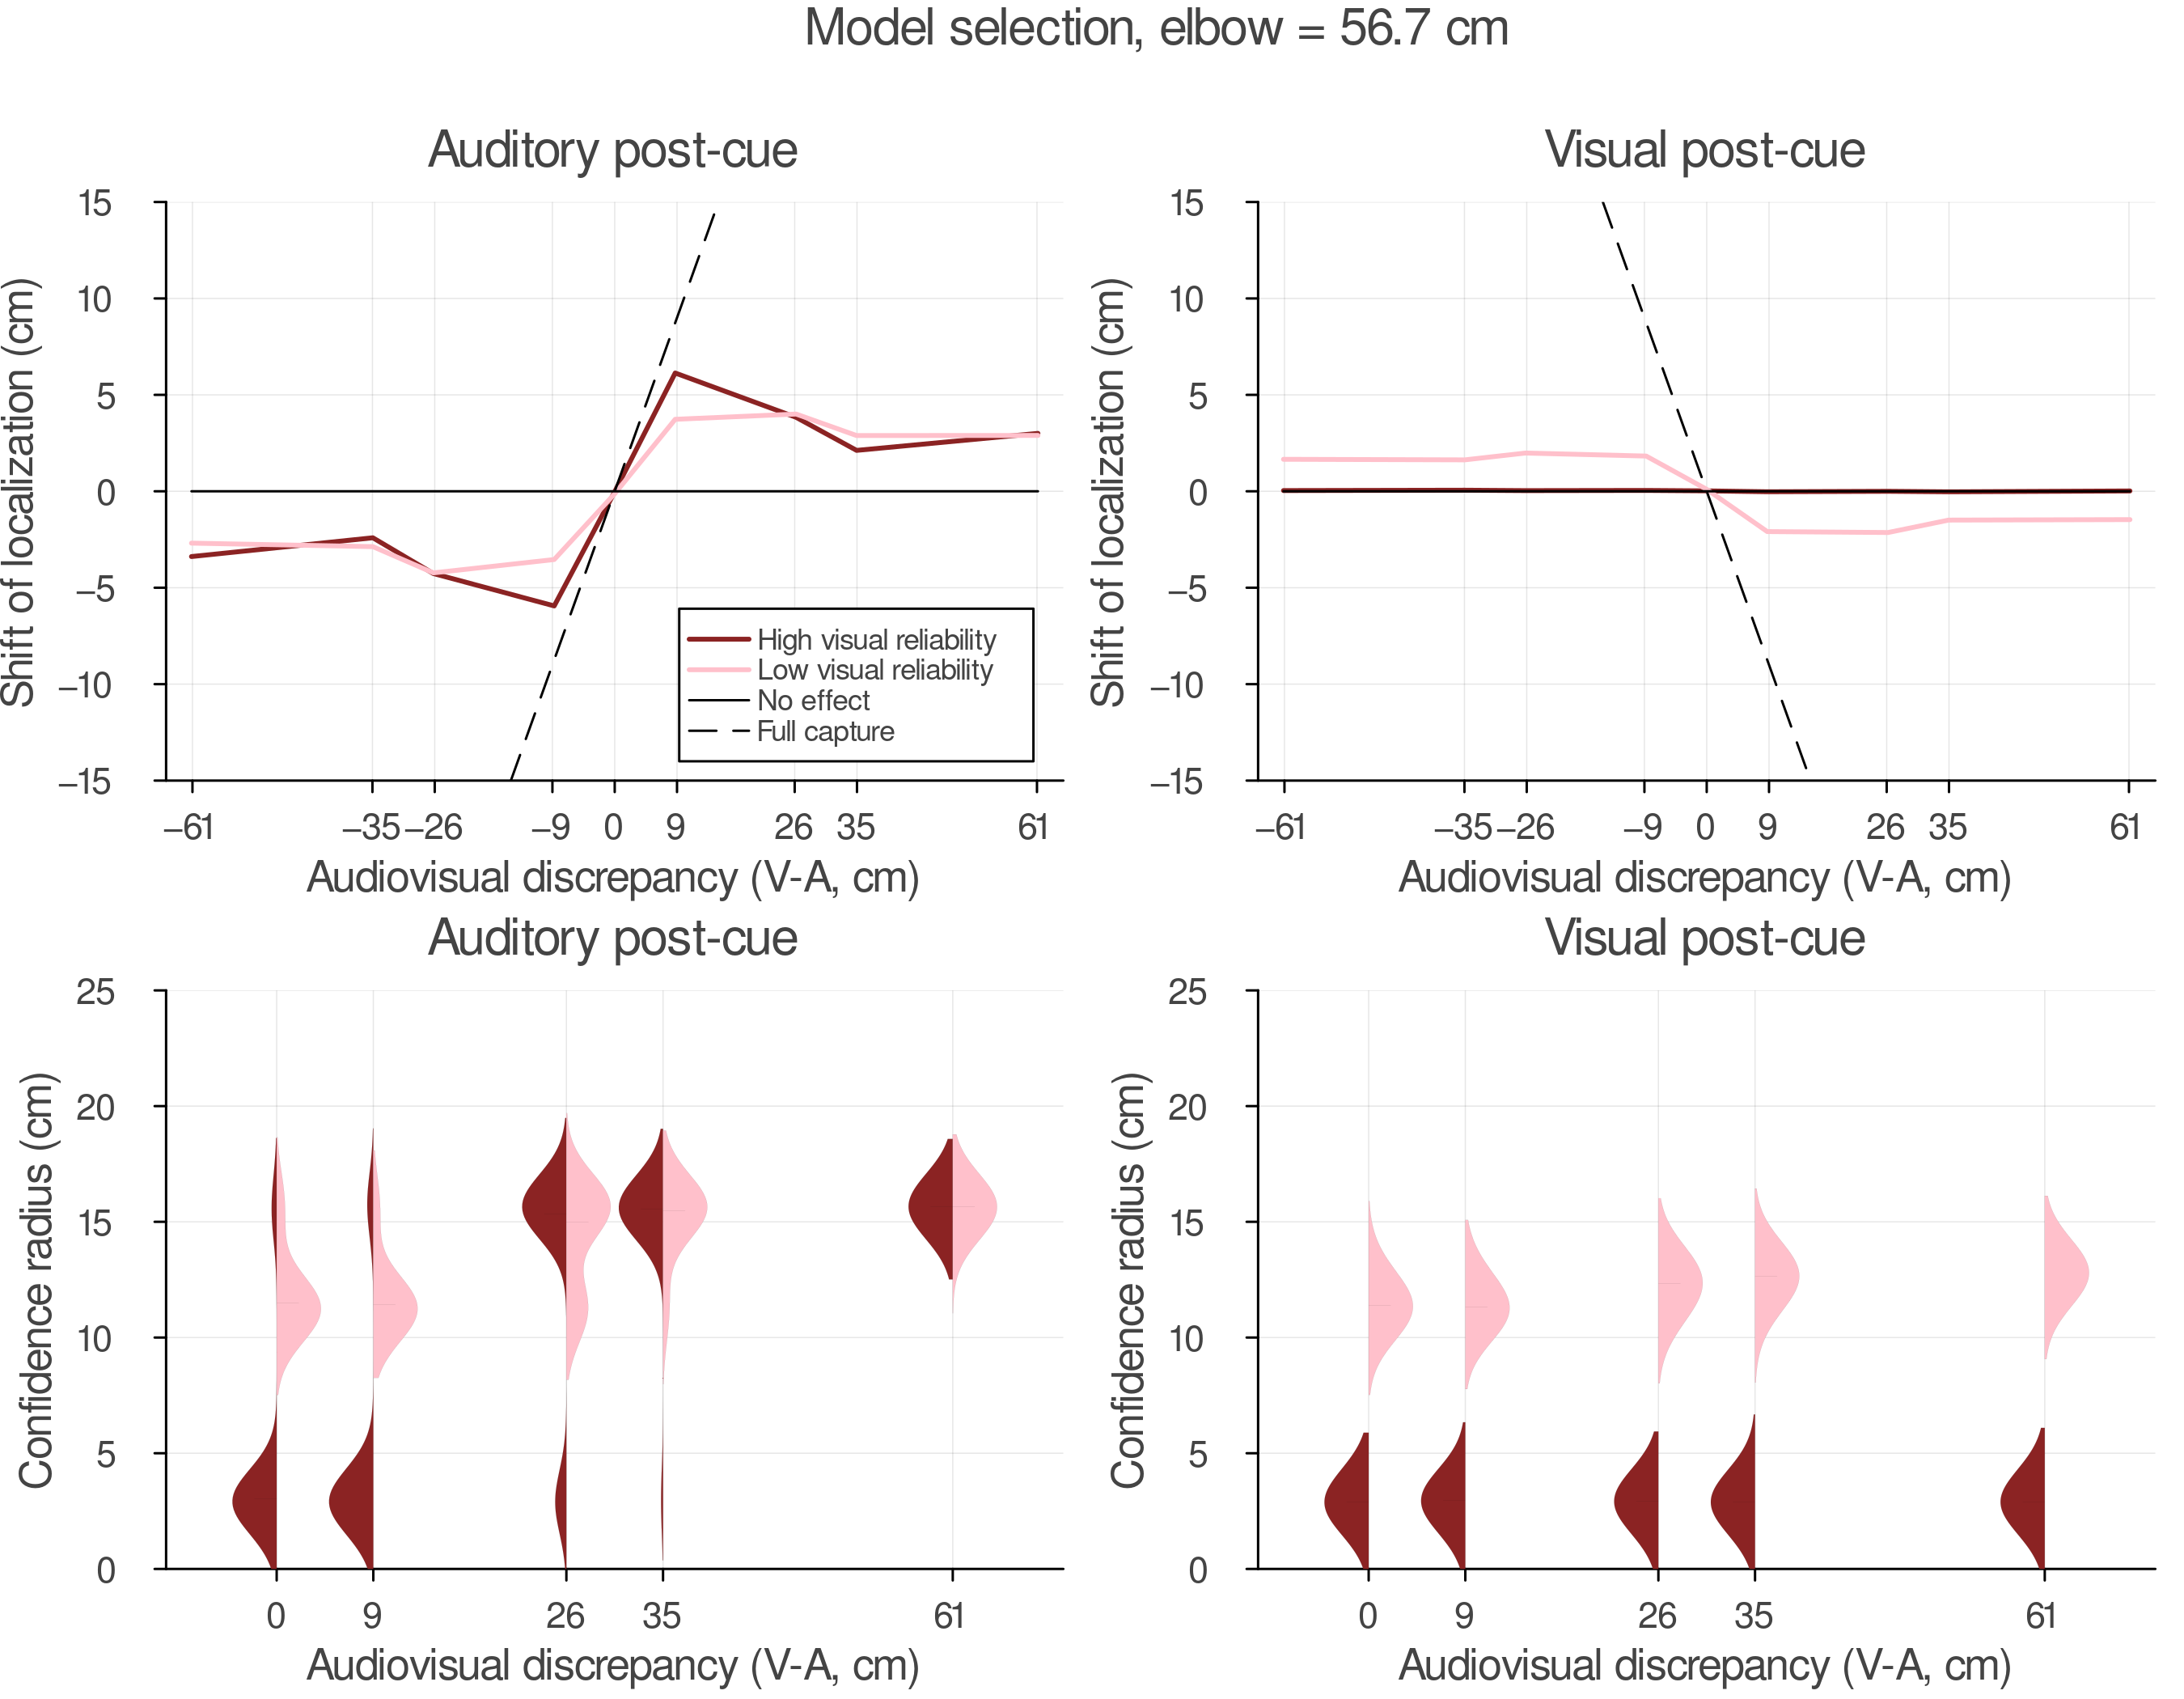 Model selection, elbow = 56.7 cm
Auditory post-cue
Shift of localization (cm)
15
10
5
0
−5
−10
−15
High visual reliability
Low visual reliability
No effect
Full capture
−61 −35 −26 −9 0 9 26 35 61
Audiovisual discrepancy (V-A, cm)
Visual post-cue
Shift of localization (cm)
15
10
5
0
−5
−10
−15
−61 −35 −26 −9 0 9 26 35 61
Audiovisual discrepancy (V-A, cm)
Auditory post-cue
Confidence radius (cm)
25
20
15
10
5
0
0 9 26 35 61
Audiovisual discrepancy (V-A, cm)
Visual post-cue
Confidence radius (cm)
25
20
15
10
5
0
0 9 26 35 61
Audiovisual discrepancy (V-A, cm)